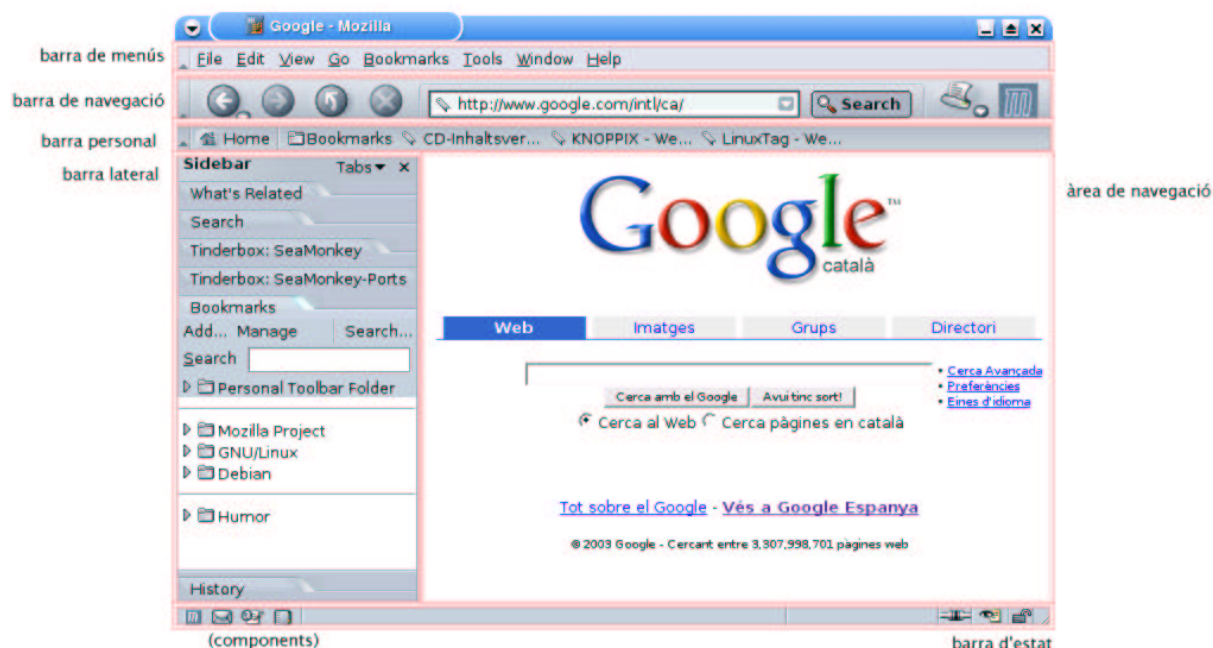 Google - Mozilla
barra de menús
File Edit View Go Bookmarks Tools Window Help
barra de navegació
http://www.google.com/intl/ca/
Search
barra personal
Home Bookmarks CD-Inhaltsver... KNOPPIX - We... LinuxTag - We...
barra lateral
Sidebar Tabs
What's Related
Search
Tinderbox: SeaMonkey
Tinderbox: SeaMonkey-Ports
Bookmarks
Add... Manage Search...
Search
Personal Toolbar Folder
Mozilla Project
GNU/Linux
Debian
Humor
History
àrea de navegació
Google™
català
Web Imatges Grups Directori
Cerca Avançada
Preferències
Eines d'idioma
Cerca amb el Google Avui tinc sort!
Cerca al Web Cerca pàgines en català
Tot sobre el Google - Vés a Google Espanya
© 2003 Google - Cercant entre 3,307,998,701 pàgines web
(components)
barra d'estat